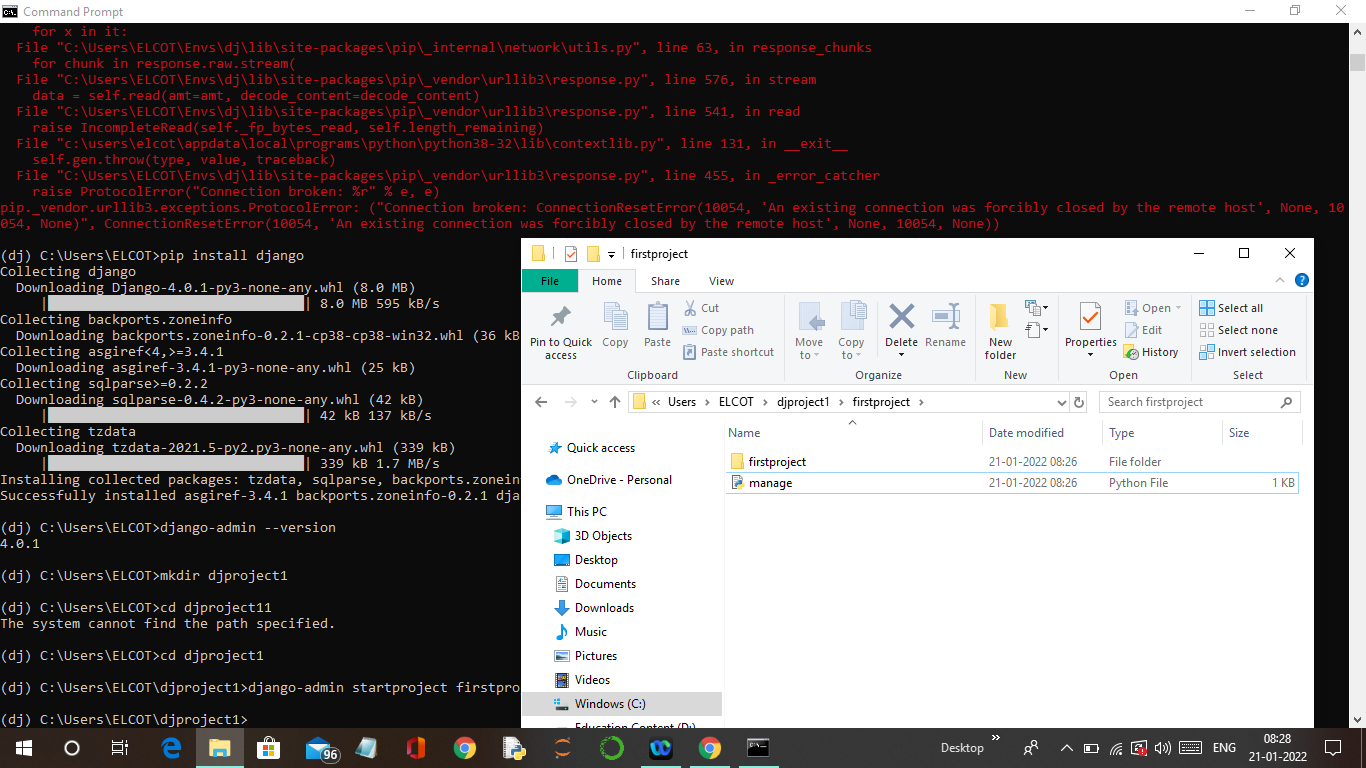 Command Prompt
for x in it:
File "C:\Users\ELCOT\Envs\dj\lib\site-packages\pip\_internal\network\utils.py", line 63, in response_chunks
for chunk in response.raw.stream(
File "C:\Users\ELCOT\Envs\dj\lib\site-packages\pip\_vendor\urllib3\response.py", line 576, in stream
data = self.read(amt=amt, decode_content=decode_content)
File "C:\Users\ELCOT\Envs\dj\lib\site-packages\pip\_vendor\urllib3\response.py", line 541, in read
raise IncompleteRead(self._fp_bytes_read, self.length_remaining)
File "c:\users\elcot\appdata\local\programs\python\python38-32\lib\contextlib.py", line 131, in __exit__
self.gen.throw(type, value, traceback)
File "C:\Users\ELCOT\Envs\dj\lib\site-packages\pip\_vendor\urllib3\response.py", line 455, in _error_catcher
raise ProtocolError("Connection broken: %r" % e, e)
pip._vendor.urllib3.exceptions.ProtocolError: ("Connection broken: ConnectionResetError(10054, 'An existing connection was forcibly closed by the remote host', None, 10
054, None)", ConnectionResetError(10054, 'An existing connection was forcibly closed by the remote host', None, 10054, None))
(dj) C:\Users\ELCOT>pip install django
Collecting django
Downloading Django-4.0.1-py3-none-any.whl (8.0 MB)
| | 8.0 MB 595 kB/s
Collecting backports.zoneinfo
Downloading backports.zoneinfo-0.2.1-cp38-cp38-win32.whl (36 kB
Collecting asgiref<4,>=3.4.1
Downloading asgiref-3.4.1-py3-none-any.whl (25 kB)
Collecting sqlparse>=0.2.2
Downloading sqlparse-0.4.2-py3-none-any.whl (42 kB)
| | 42 kB 137 kB/s
Collecting tzdata
Downloading tzdata-2021.5-py2.py3-none-any.whl (339 kB)
| | 339 kB 1.7 MB/s
Installing collected packages: tzdata, sqlparse, backports.zonein
Successfully installed asgiref-3.4.1 backports.zoneinfo-0.2.1 dja
(dj) C:\Users\ELCOT>django-admin --version
4.0.1
(dj) C:\Users\ELCOT>mkdir djproject1
(dj) C:\Users\ELCOT>cd djproject11
The system cannot find the path specified.
(dj) C:\Users\ELCOT>cd djproject1
(dj) C:\Users\ELCOT\djproject1>django-admin startproject firstpro
(dj) C:\Users\ELCOT\djproject1>
firstproject
File Home Share View
Pin to Quick access
Copy
Paste
Cut
Copy path
Paste shortcut
Clipboard
Move to
Copy to
Delete
Rename
Organize
New folder
New
Properties
Open
Edit
History
Open
Select all
Select none
Invert selection
Select
« Users > ELCOT > djproject1 > firstproject >
Search firstproject
Name Date modified Type Size
firstproject 21-01-2022 08:26 File folder
manage 21-01-2022 08:26 Python File 1 KB
Quick access
OneDrive - Personal
This PC
3D Objects
Desktop
Documents
Downloads
Music
Pictures
Videos
Windows (C:)
Education Content (D:)
96
Desktop
ENG
08:28
21-01-2022